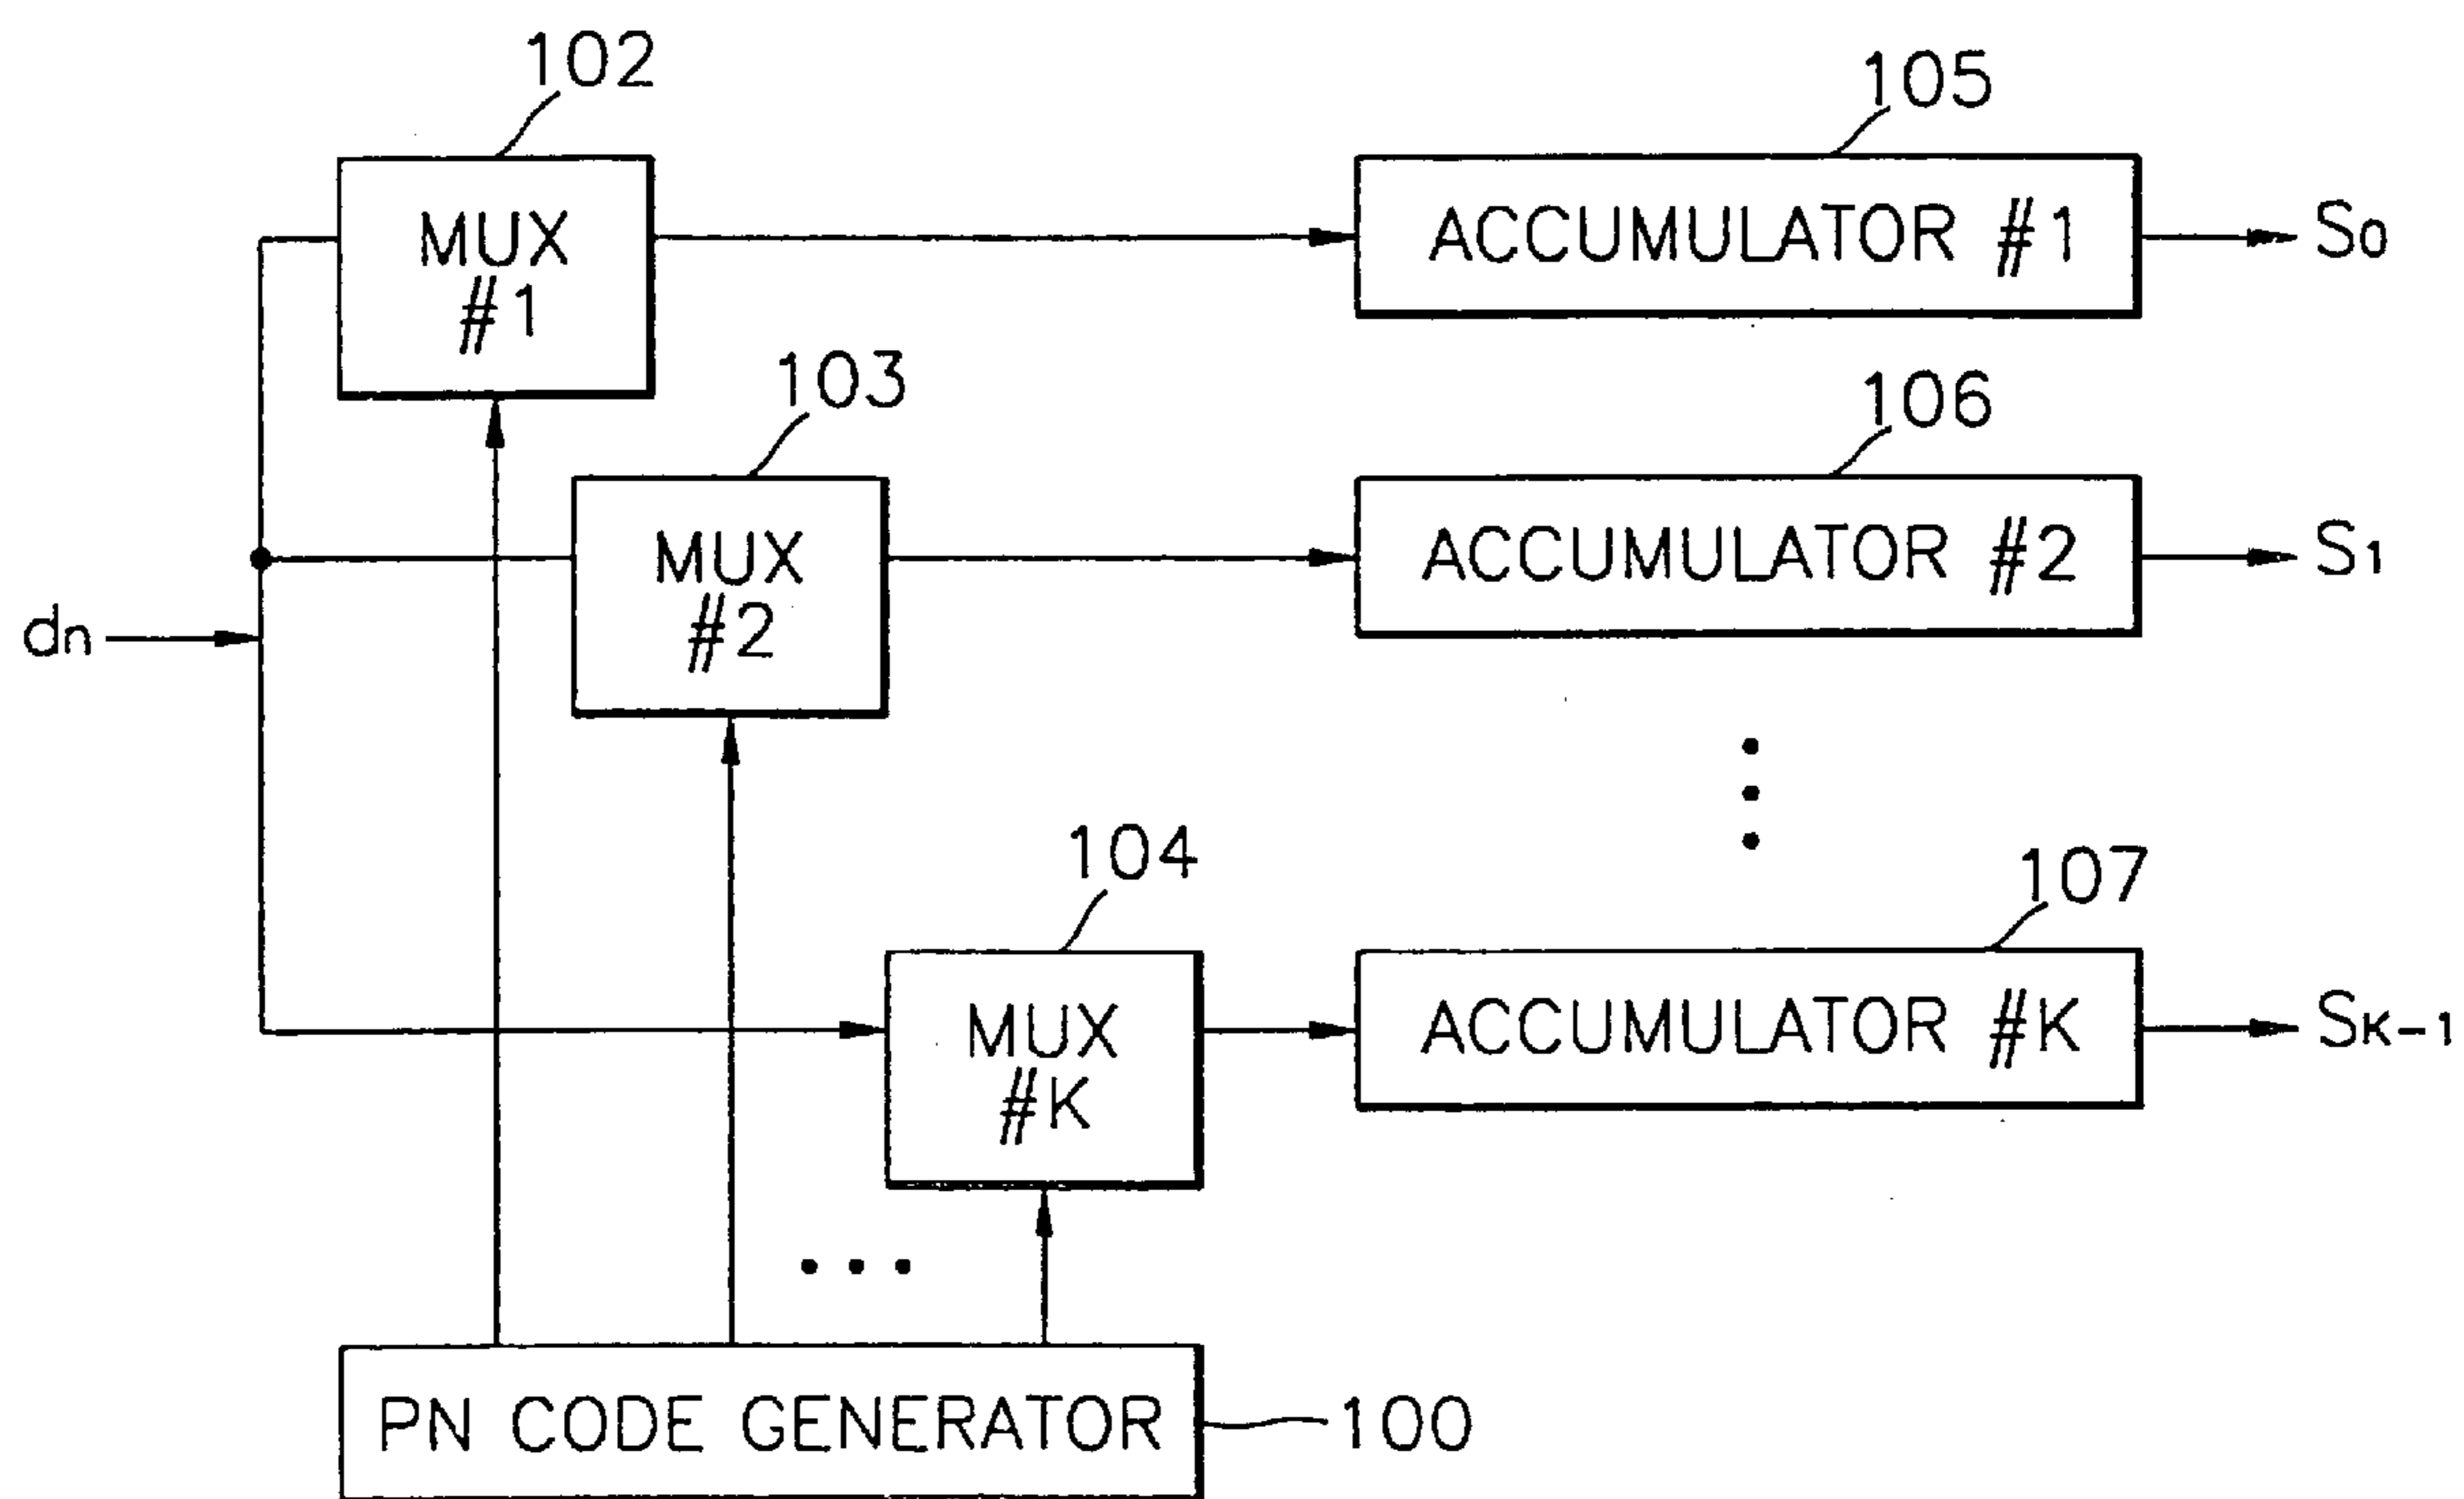 102
105
MUX
#1
ACCUMULATOR #1
S0
103
106
MUX
#2
ACCUMULATOR #2
S1
dn
104
107
MUX
#K
ACCUMULATOR #K
SK-1
PN CODE GENERATOR
100